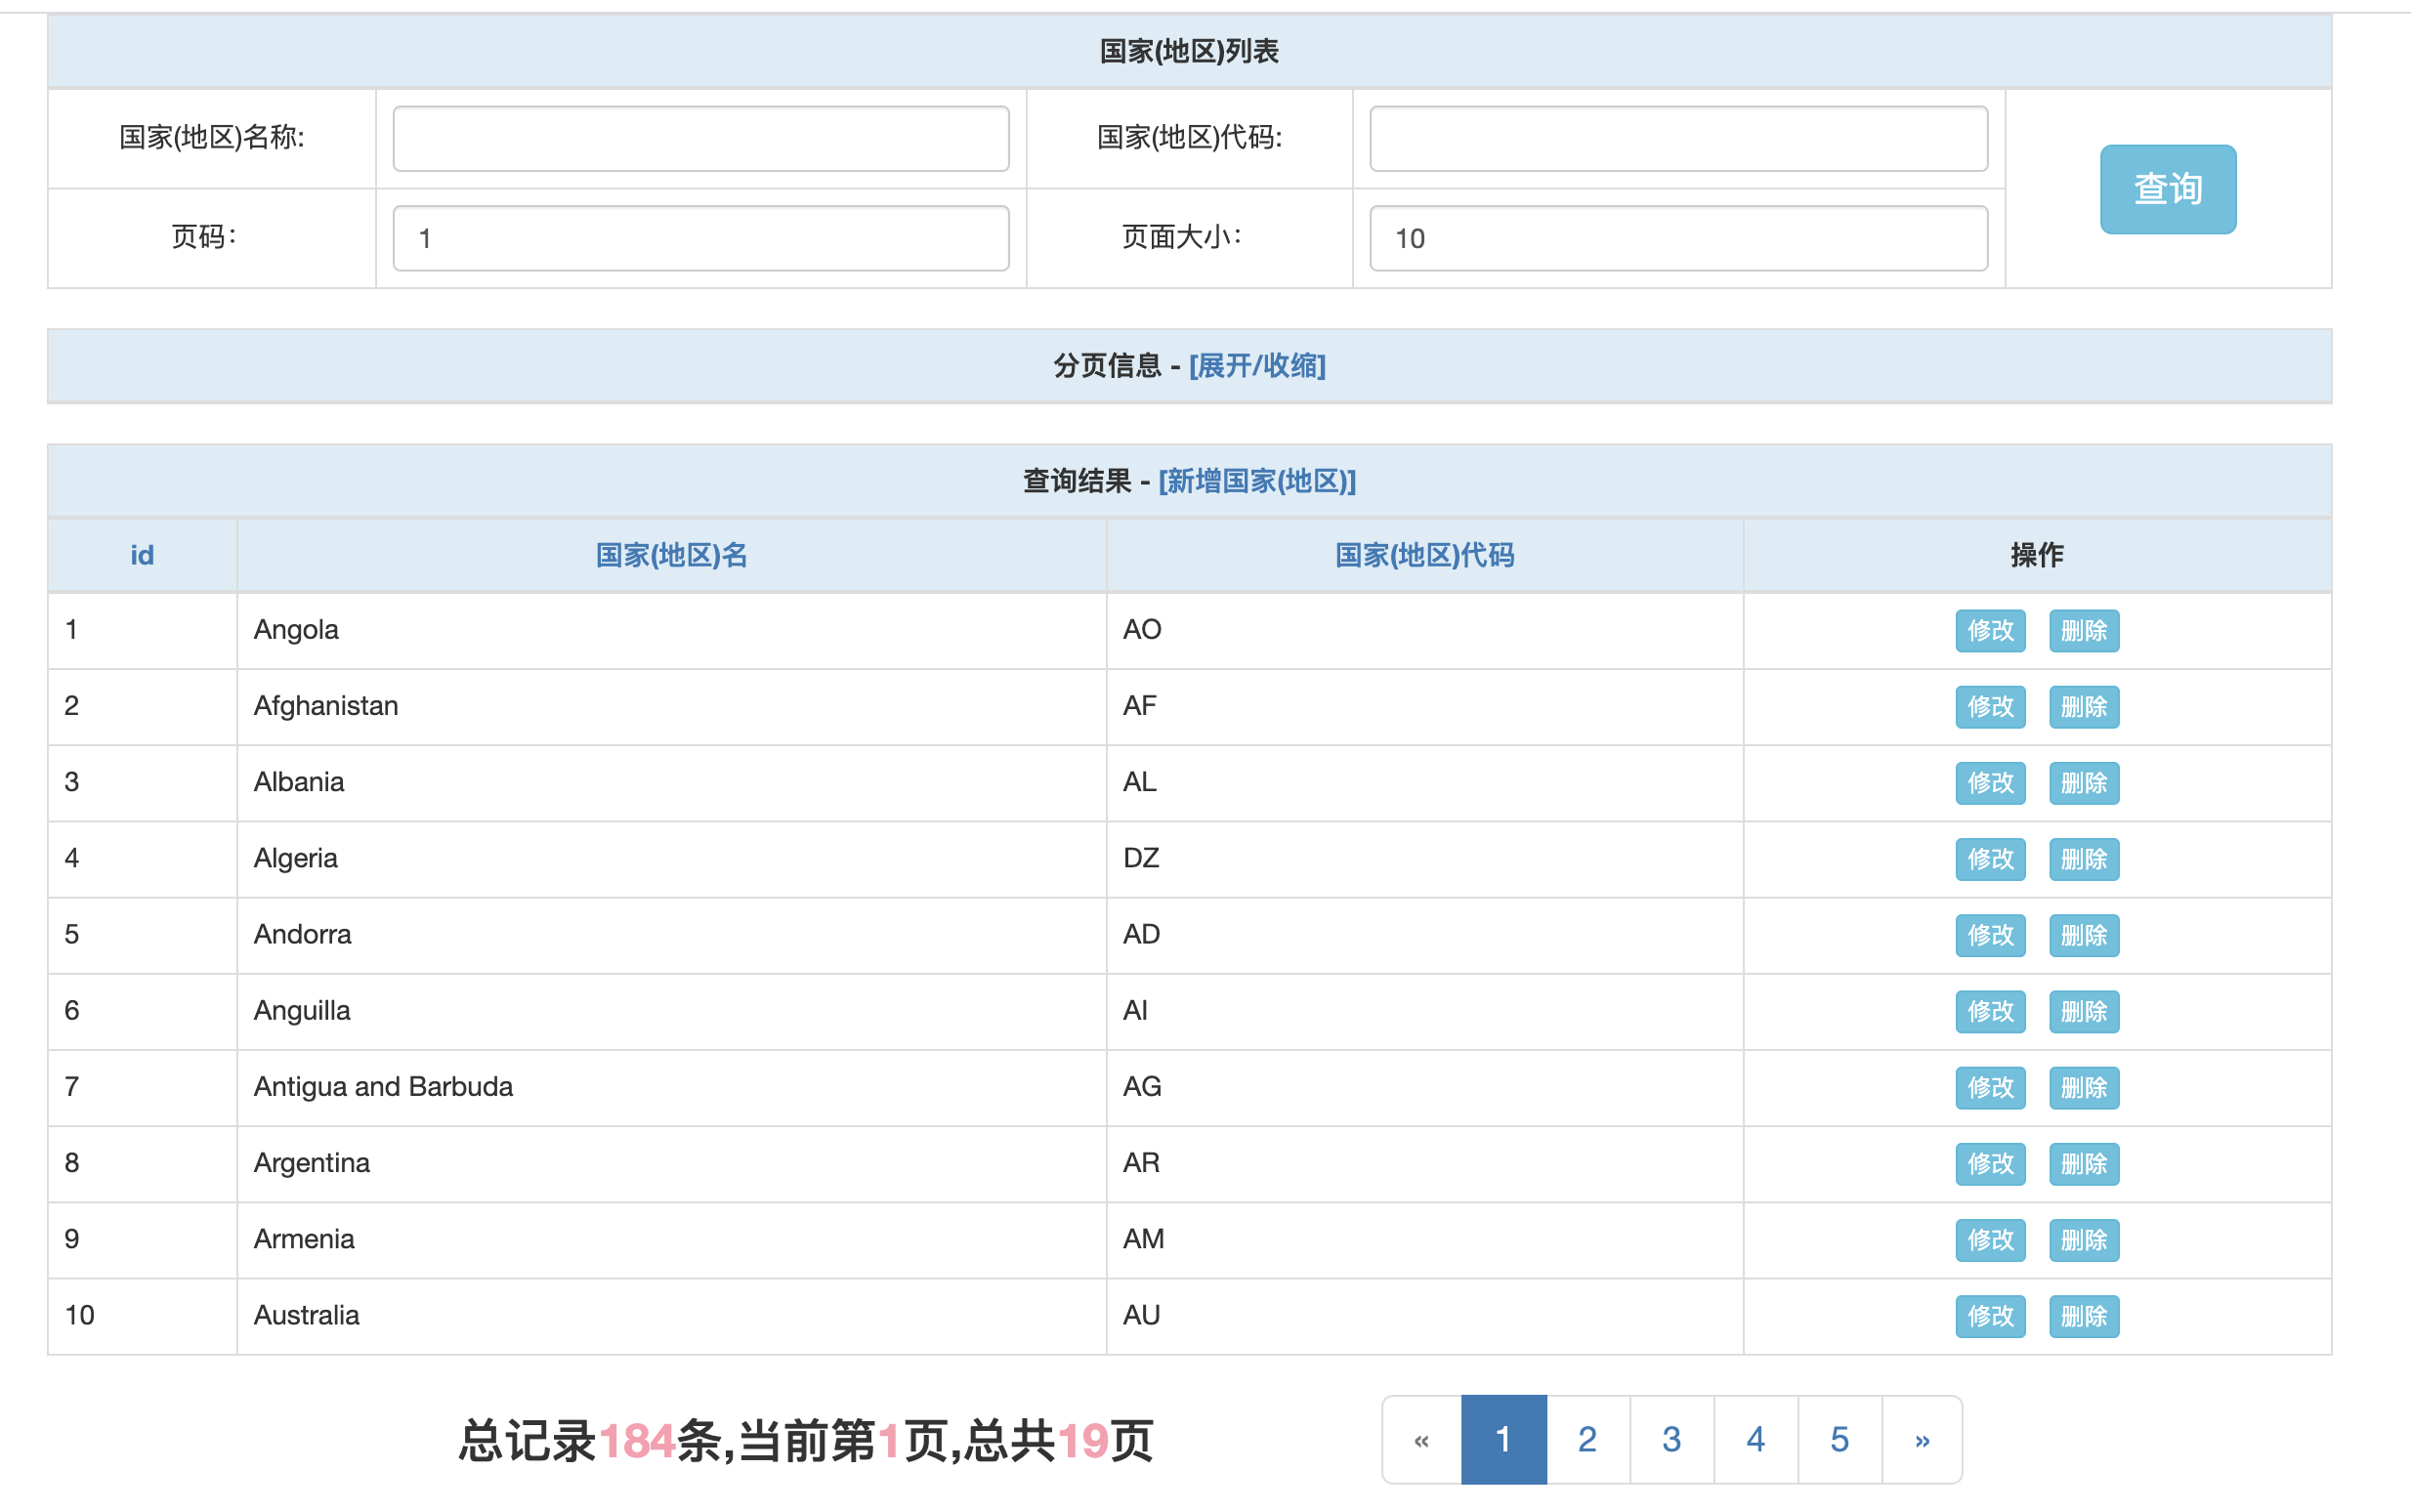 国家(地区)列表
国家(地区)名称: 国家(地区)代码: 查询
页码： 1 页面大小： 10
分页信息 - [展开/收缩]
查询结果 - [新增国家(地区)]
id 国家(地区)名 国家(地区)代码 操作
1 Angola AO 修改 删除
2 Afghanistan AF 修改 删除
3 Albania AL 修改 删除
4 Algeria DZ 修改 删除
5 Andorra AD 修改 删除
6 Anguilla AI 修改 删除
7 Antigua and Barbuda AG 修改 删除
8 Argentina AR 修改 删除
9 Armenia AM 修改 删除
10 Australia AU 修改 删除
总记录184条,当前第1页,总共19页 « 1 2 3 4 5 »